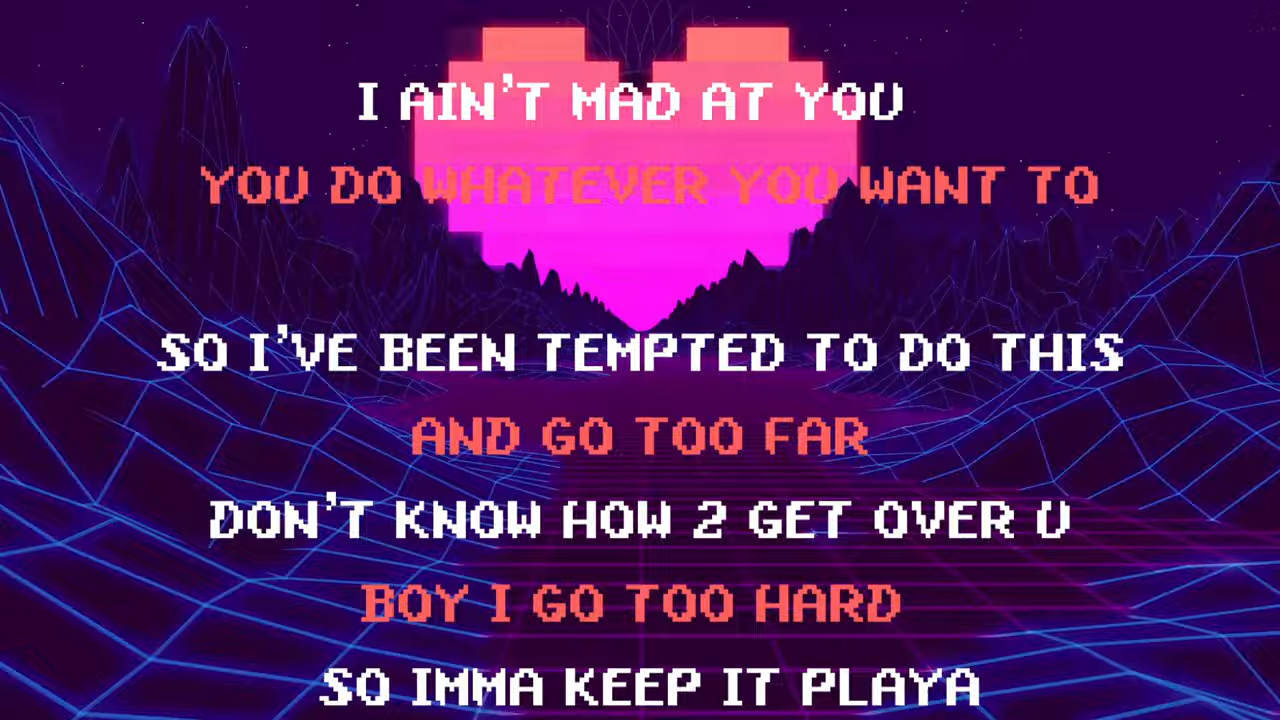 I AIN'T MAD AT YOU
YOU DO WHATEVER YOU WANT TO
SO I'VE BEEN TEMPTED TO DO THIS
AND GO TOO FAR
DON'T KNOW HOW 2 GET OVER U
BOY I GO TOO HARD
SO IMMA KEEP IT PLAYA